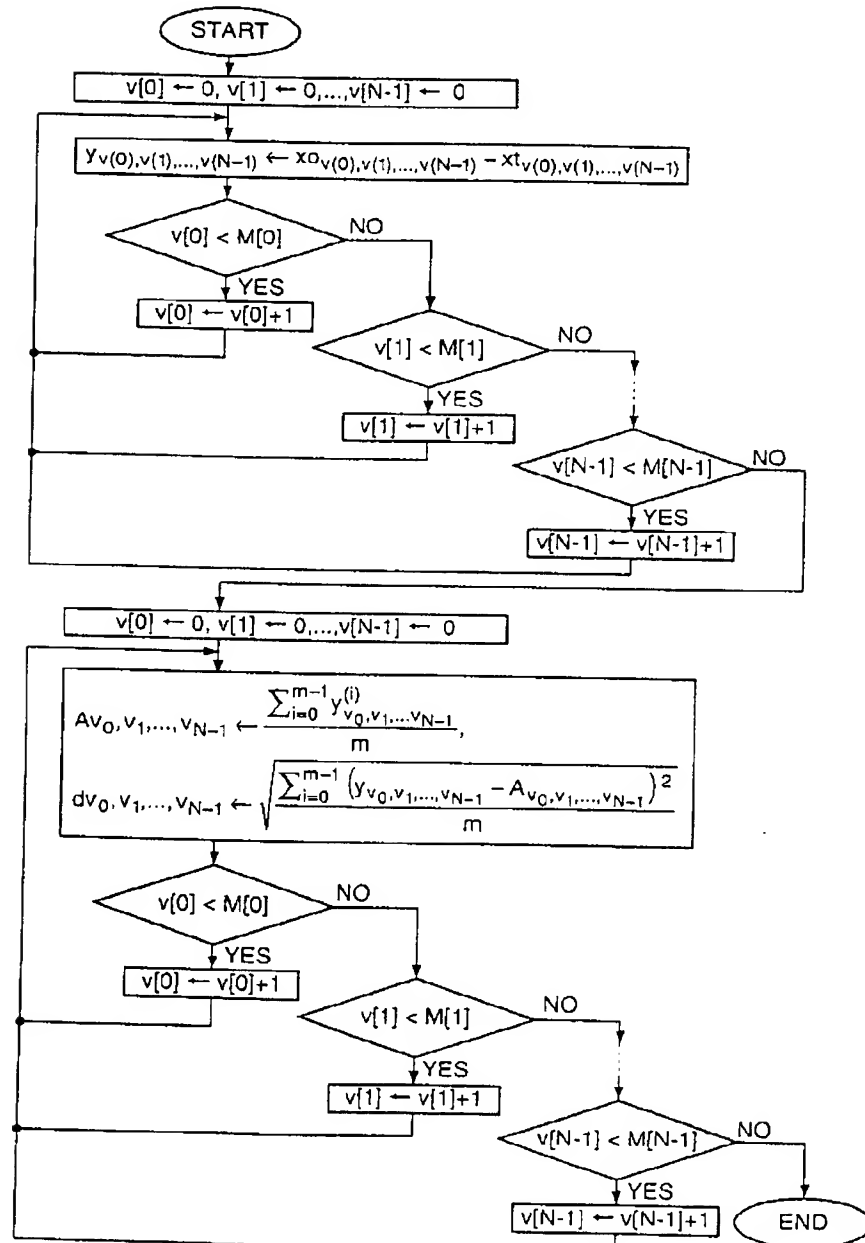 START
v[0] ← 0, v[1] ← 0,...,v[N-1] ← 0
y_{v(0),v(1),...,v(N-1)} ← xo_{v(0),v(1),...,v(N-1)} − xt_{v(0),v(1),...,v(N-1)}
v[0] < M[0]
NO
YES
v[0] ← v[0]+1
v[1] < M[1]
NO
YES
v[1] ← v[1]+1
v[N-1] < M[N-1]
NO
YES
v[N-1] ← v[N-1]+1
v[0] ← 0, v[1] ← 0,...,v[N-1] ← 0
Av_0,v_1,...,v_{N-1} ← \frac{\sum_{i=0}^{m-1} y^{(i)}_{v_0,v_1,...v_{N-1}}}{m},
dv_0,v_1,...,v_{N-1} ← \sqrt{\frac{\sum_{i=0}^{m-1} (y_{v_0,v_1,...,v_{N-1}} − A_{v_0,v_1,...,v_{N-1}})^2}{m}}
v[0] < M[0]
NO
YES
v[0] ← v[0]+1
v[1] < M[1]
NO
YES
v[1] ← v[1]+1
v[N-1] < M[N-1]
NO
YES
v[N-1] ← v[N-1]+1
END